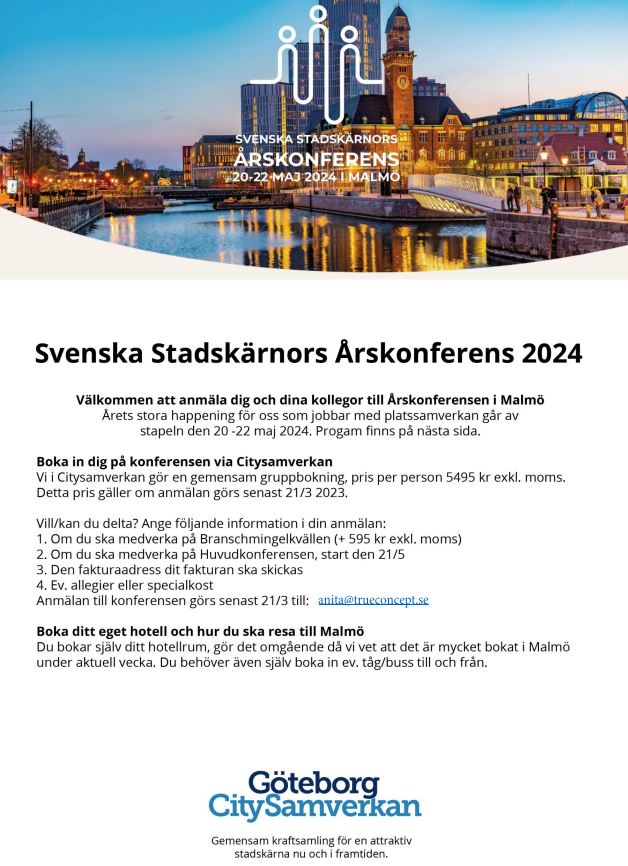 SVENSKA STADSKÄRNORS
ÅRSKONFERENS
20-22 MAJ 2024 I MALMÖ
Svenska Stadskärnors Årskonferens 2024
Välkommen att anmäla dig och dina kollegor till Årskonferensen i Malmö
Årets stora happening för oss som jobbar med platssamverkan går av
stapeln den 20 -22 maj 2024. Progam finns på nästa sida.
Boka in dig på konferensen via Citysamverkan
Vi i Citysamverkan gör en gemensam gruppbokning, pris per person 5495 kr exkl. moms.
Detta pris gäller om anmälan görs senast 21/3 2023.
Vill/kan du delta? Ange följande information i din anmälan:
1. Om du ska medverka på Branschmingelkvällen (+ 595 kr exkl. moms)
2. Om du ska medverka på Huvudkonferensen, start den 21/5
3. Den fakturaadress dit fakturan ska skickas
4. Ev. allegier eller specialkost
Anmälan till konferensen görs senast 21/3 till: anita@trueconcept.se
Boka ditt eget hotell och hur du ska resa till Malmö
Du bokar själv ditt hotellrum, gör det omgående då vi vet att det är mycket bokat i Malmö
under aktuell vecka. Du behöver även själv boka in ev. tåg/buss till och från.
Göteborg
CitySamverkan
Gemensam kraftsamling för en attraktiv
stadskärna nu och i framtiden.